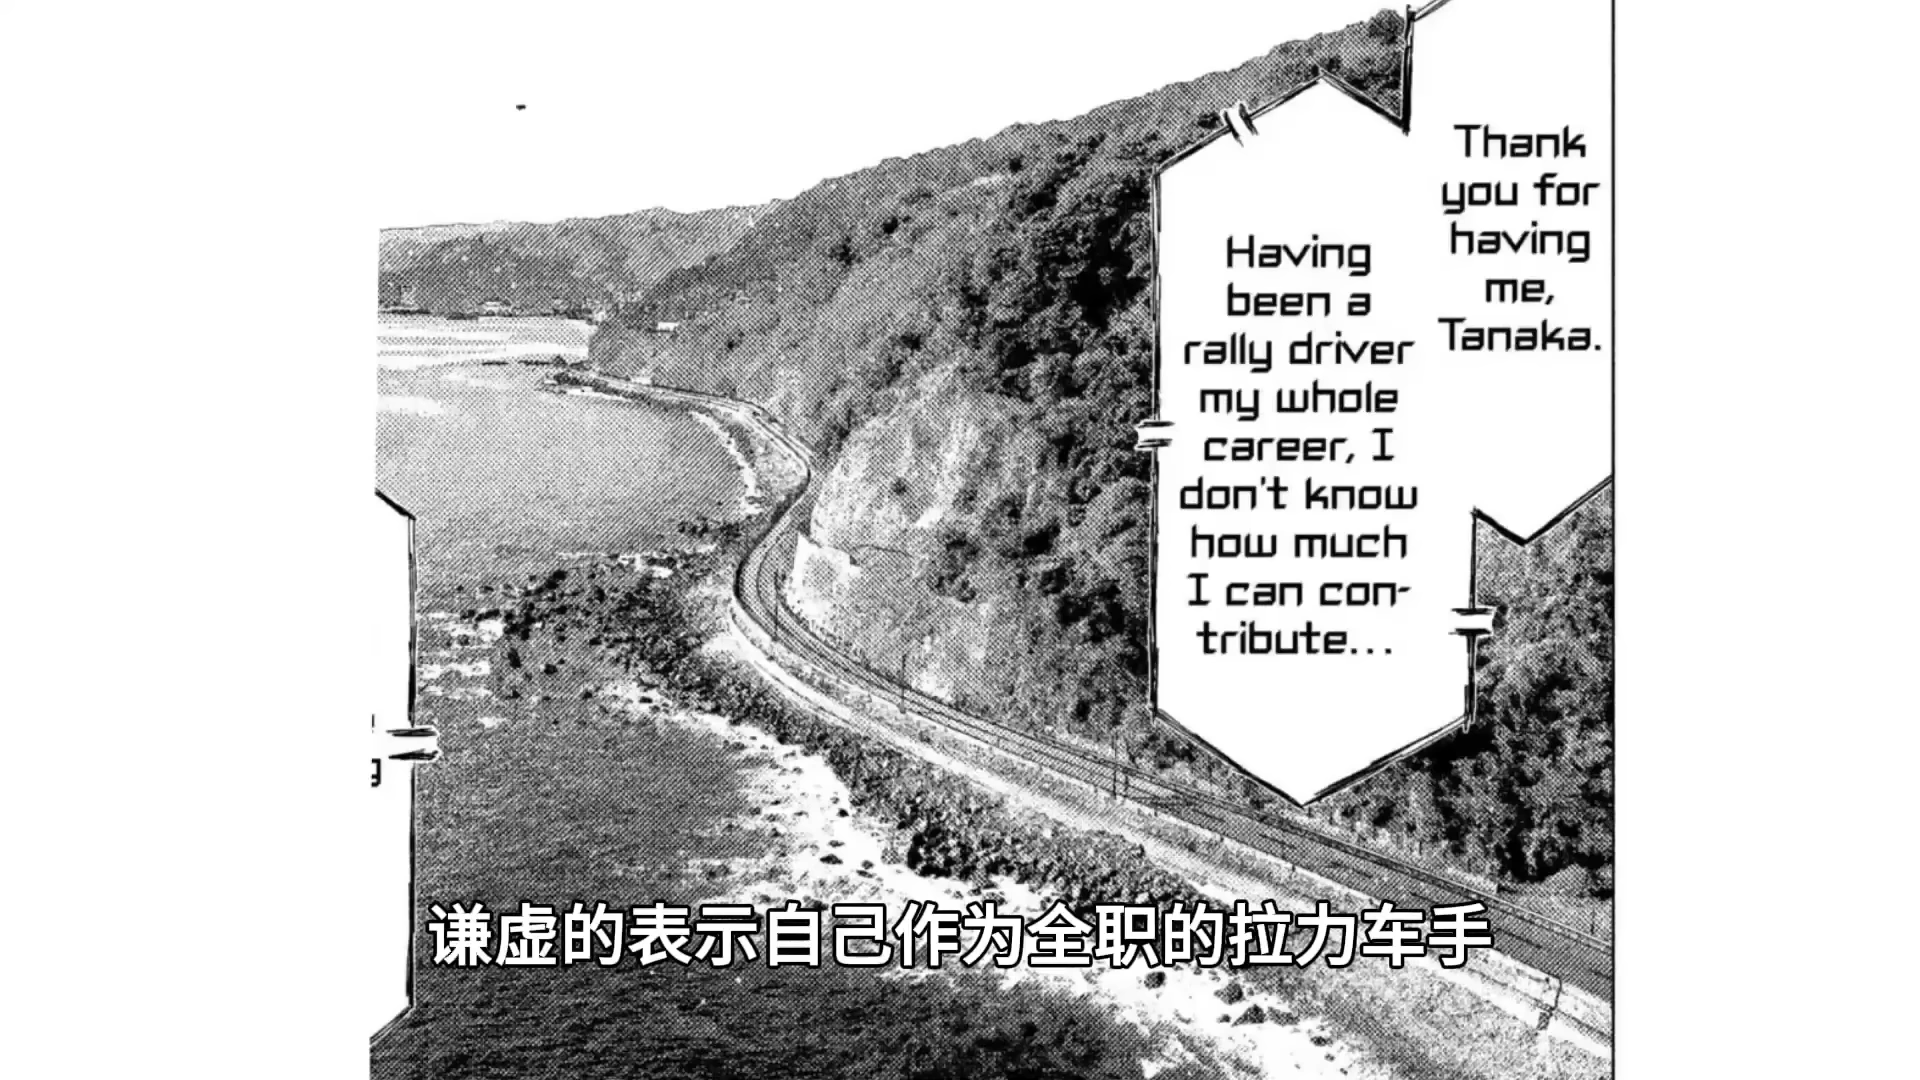 Thank
you for
having
me,
Tanaka.
Having
been a
rally driver
my whole
career, I
don't know
how much
I can con-
tribute...
谦虚的表示自己作为全职的拉力车手